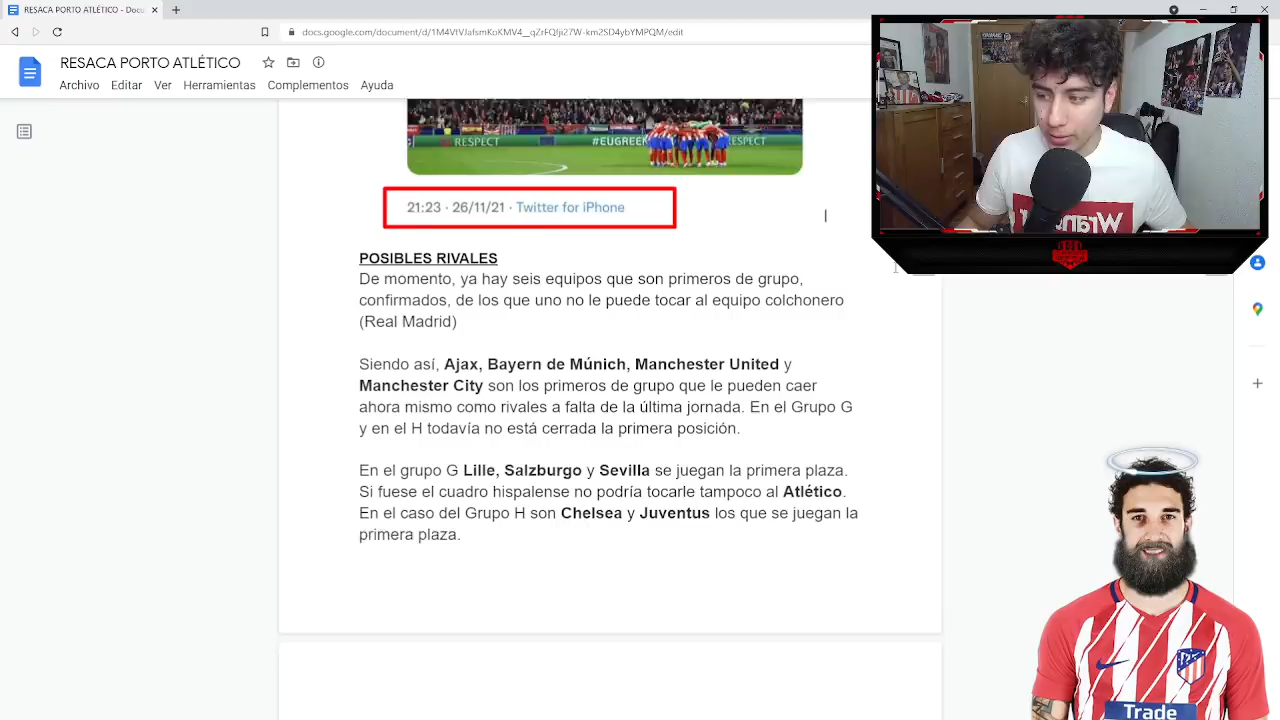 RESACA PORTO ATLÉTICO - Docu
docs.google.com/document/d/1M4VtVJafsmKoKMV4_qZrFQfji27W-km2SD4ybYMPQM/edit
RESACA PORTO ATLÉTICO
Archivo Editar Ver Herramientas Complementos Ayuda
RESPECT #EUGREE RESPECT
21:23 · 26/11/21 · Twitter for iPhone
POSIBLES RIVALES
De momento, ya hay seis equipos que son primeros de grupo,
confirmados, de los que uno no le puede tocar al equipo colchonero
(Real Madrid)
Siendo así, Ajax, Bayern de Múnich, Manchester United y
Manchester City son los primeros de grupo que le pueden caer
ahora mismo como rivales a falta de la última jornada. En el Grupo G
y en el H todavía no está cerrada la primera posición.
En el grupo G Lille, Salzburgo y Sevilla se juegan la primera plaza.
Si fuese el cuadro hispalense no podría tocarle tampoco al Atlético.
En el caso del Grupo H son Chelsea y Juventus los que se juegan la
primera plaza.
Trade